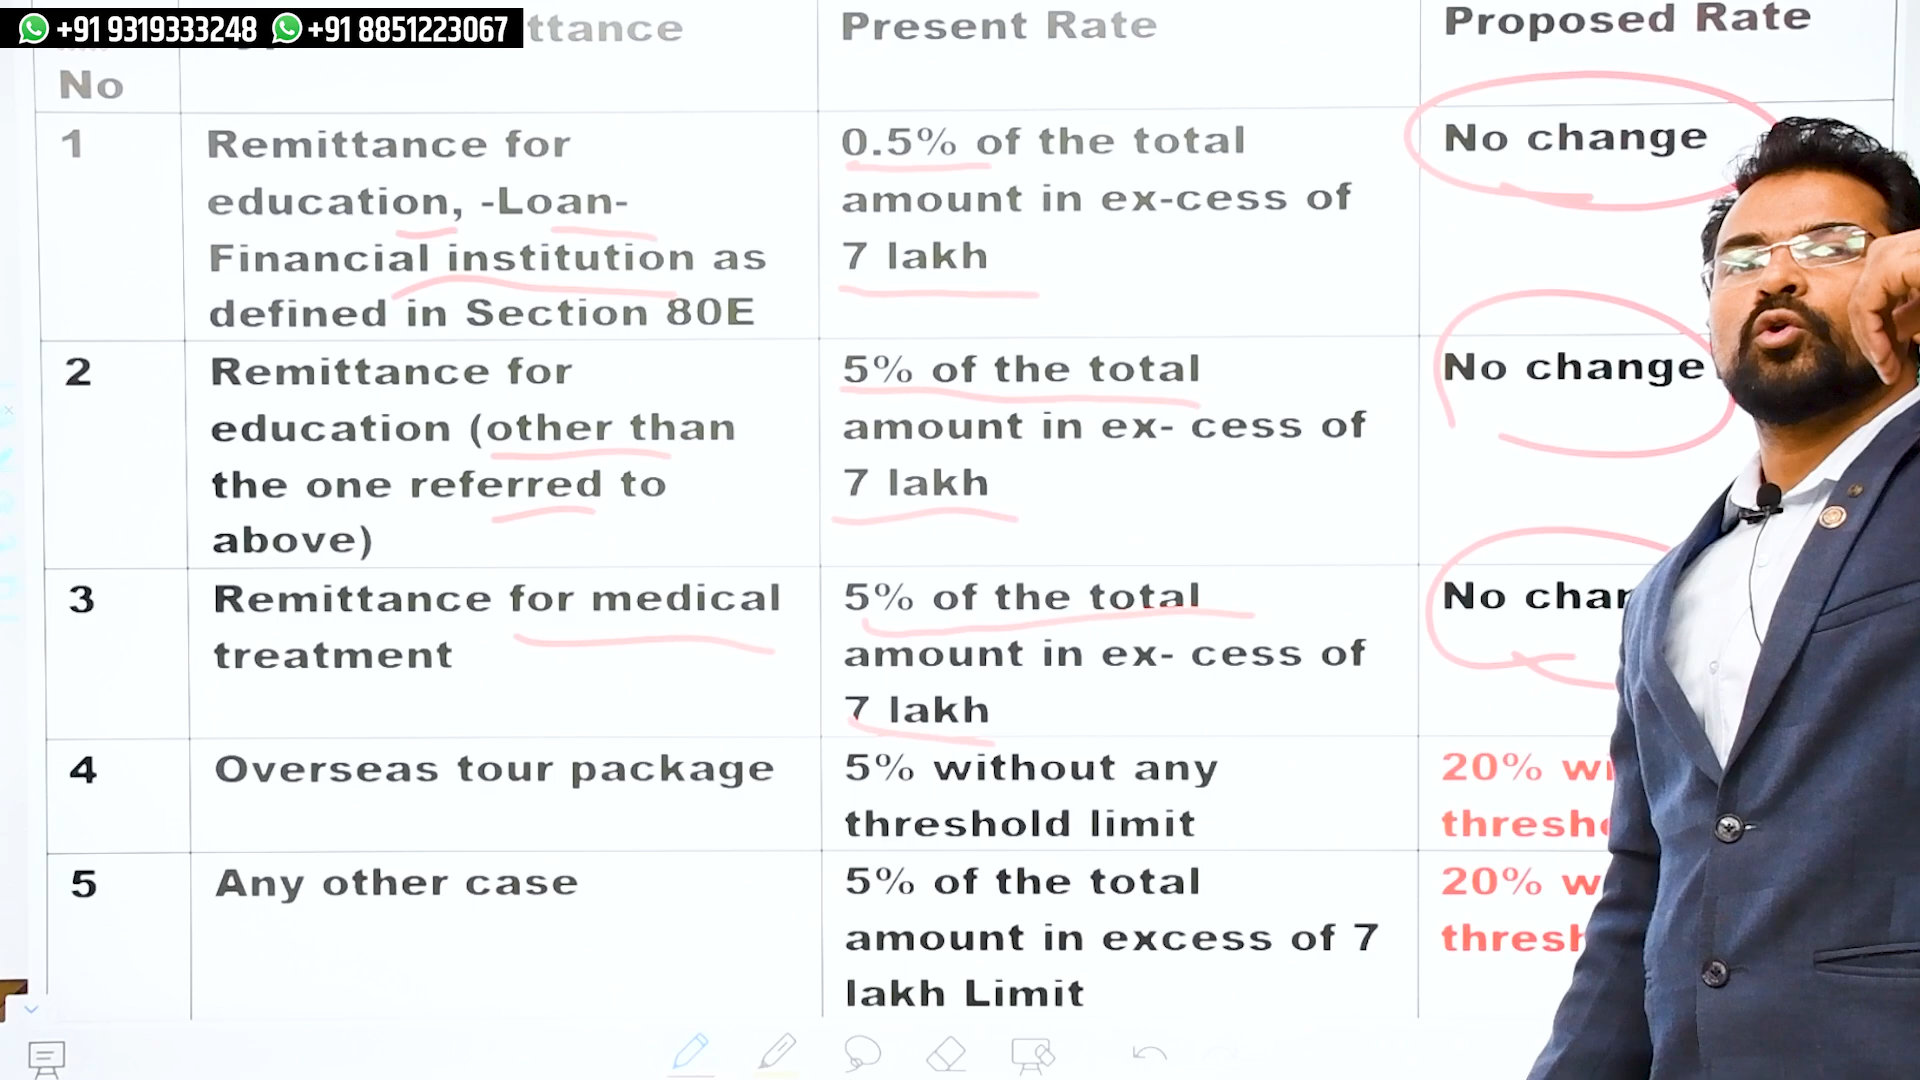 +91 9319333248 +91 8851223067
ttance
Present Rate
Proposed Rate
No
1
Remittance for
education, -Loan-
Financial institution as
defined in Section 80E
0.5% of the total
amount in ex-cess of
7 lakh
No change
2
Remittance for
education (other than
the one referred to
above)
5% of the total
amount in ex- cess of
7 lakh
No change
3
Remittance for medical
treatment
5% of the total
amount in ex- cess of
7 lakh
No chan
4
Overseas tour package
5% without any
threshold limit
20% wi
thresho
5
Any other case
5% of the total
amount in excess of 7
lakh Limit
20% w
thresh